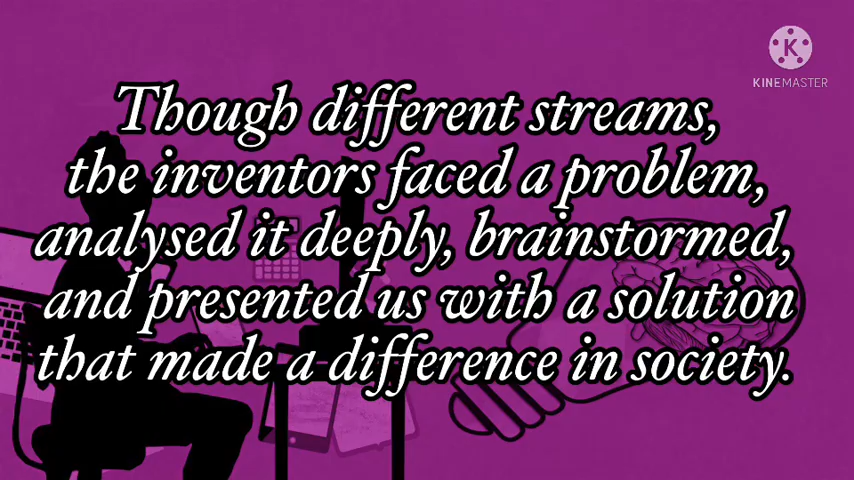 KINEMASTER
Though different streams,
the inventors faced a problem,
analysed it deeply, brainstormed,
and presented us with a solution
that made a difference in society.